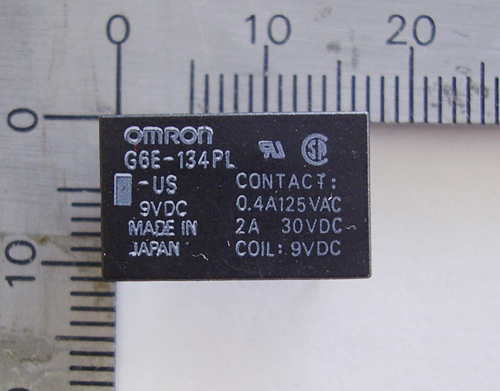 0 10 20
0
OMRON
G6E-134PL
-US CONTACT:
9VDC 0.4A125VAC
MADE IN 2A 30VDC
JAPAN COIL: 9VDC
10